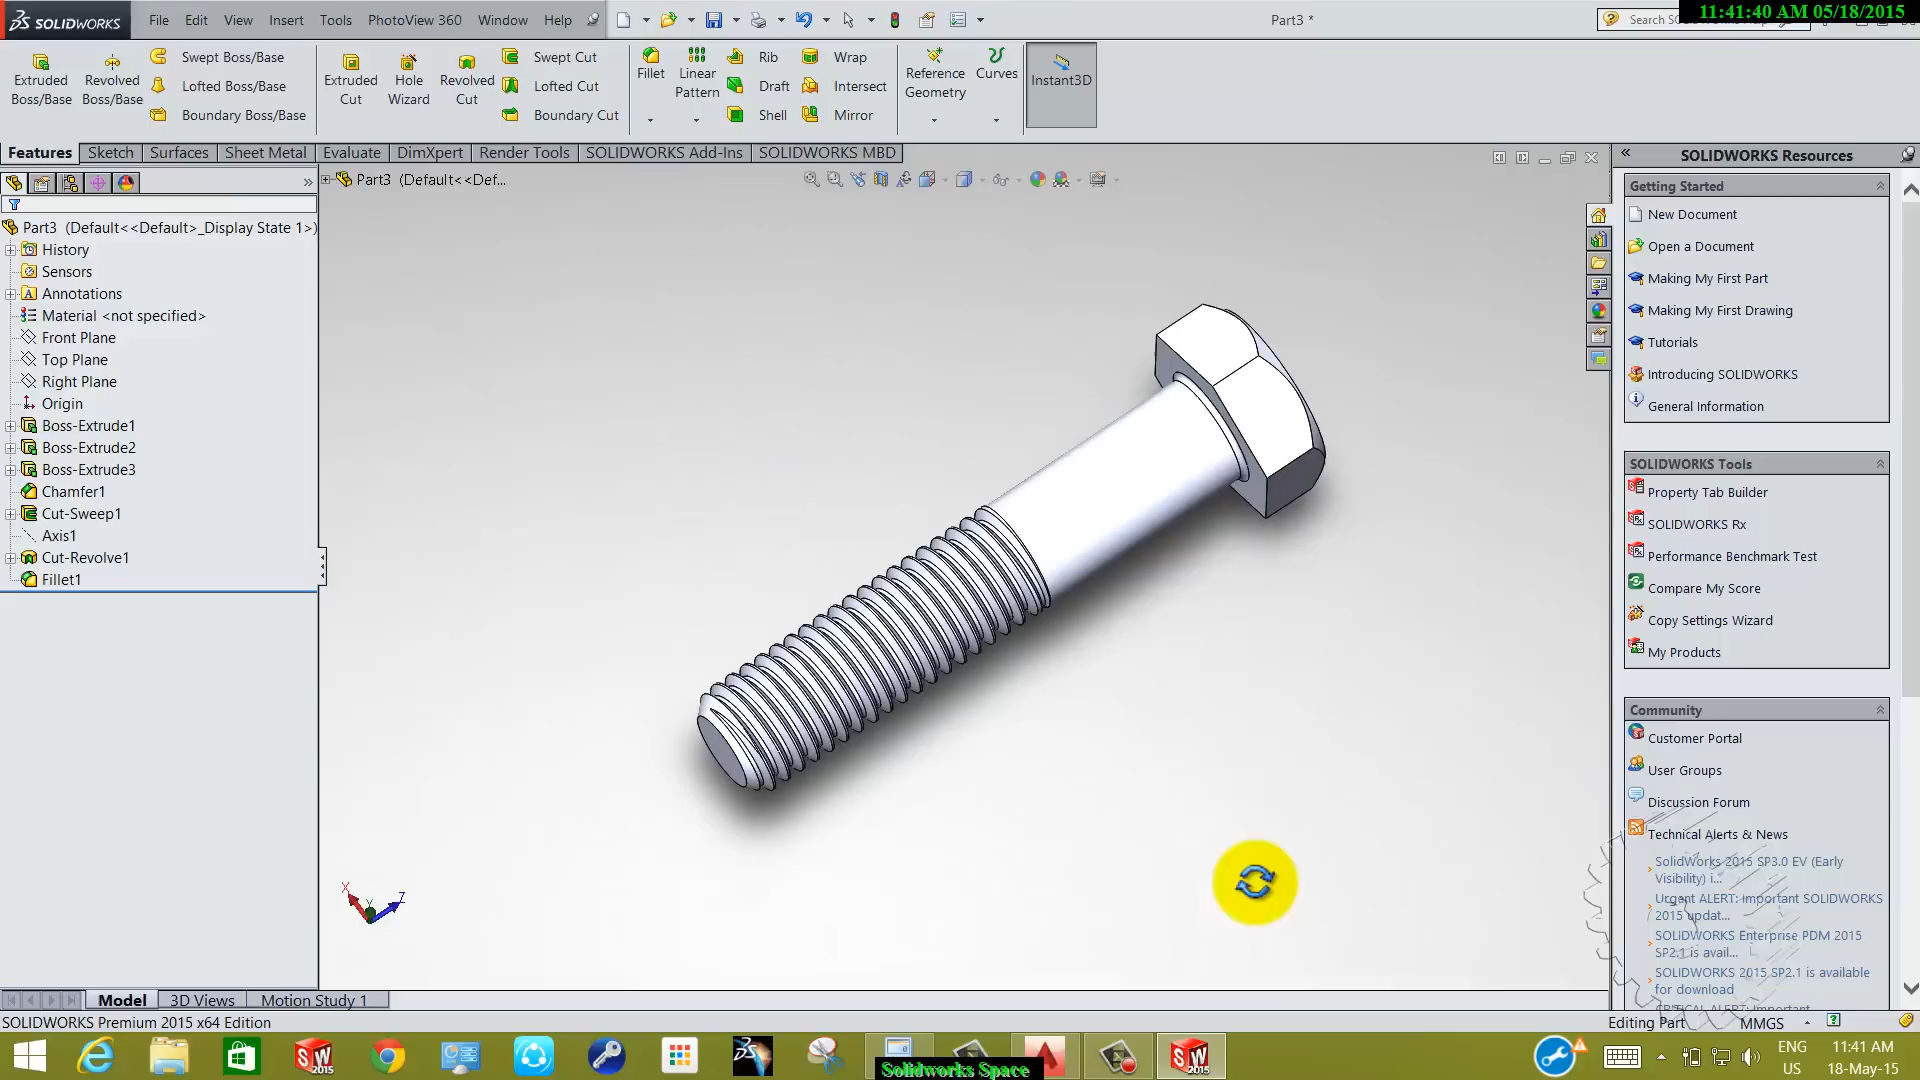 SOLIDWORKS File Edit View Insert Tools PhotoView 360 Window Help Part3 * 11:41:40 AM 05/18/2015
Search
Extruded Boss/Base
Revolved Boss/Base
Swept Boss/Base
Lofted Boss/Base
Boundary Boss/Base
Extruded Cut
Hole Wizard
Revolved Cut
Swept Cut
Lofted Cut
Boundary Cut
Fillet
Linear Pattern
Rib
Draft
Shell
Wrap
Intersect
Mirror
Reference Geometry
Curves
Instant3D
Features Sketch Surfaces Sheet Metal Evaluate DimXpert Render Tools SOLIDWORKS Add-Ins SOLIDWORKS MBD
Part3 (Default<<Def...
Part3 (Default<<Default>_Display State 1>)
History
Sensors
Annotations
Material <not specified>
Front Plane
Top Plane
Right Plane
Origin
Boss-Extrude1
Boss-Extrude2
Boss-Extrude3
Chamfer1
Cut-Sweep1
Axis1
Cut-Revolve1
Fillet1
X
Y
Z
SOLIDWORKS Resources
Getting Started
New Document
Open a Document
Making My First Part
Making My First Drawing
Tutorials
Introducing SOLIDWORKS
General Information
SOLIDWORKS Tools
Property Tab Builder
SOLIDWORKS Rx
Performance Benchmark Test
Compare My Score
Copy Settings Wizard
My Products
Community
Customer Portal
User Groups
Discussion Forum
Technical Alerts & News
SolidWorks 2015 SP3.0 EV (Early
Visibility) i...
Urgent ALERT: Important SOLIDWORKS
2015 updat...
SOLIDWORKS Enterprise PDM 2015
SP2.1 is avail...
SOLIDWORKS 2015 SP2.1 is available
for download
CRITICAL ALERT: Important
Model 3D Views Motion Study 1
SOLIDWORKS Premium 2015 x64 Edition
Editing Part MMGS
SW 2015
SW 2015
Solidworks Space
ENG
US
11:41 AM
18-May-15